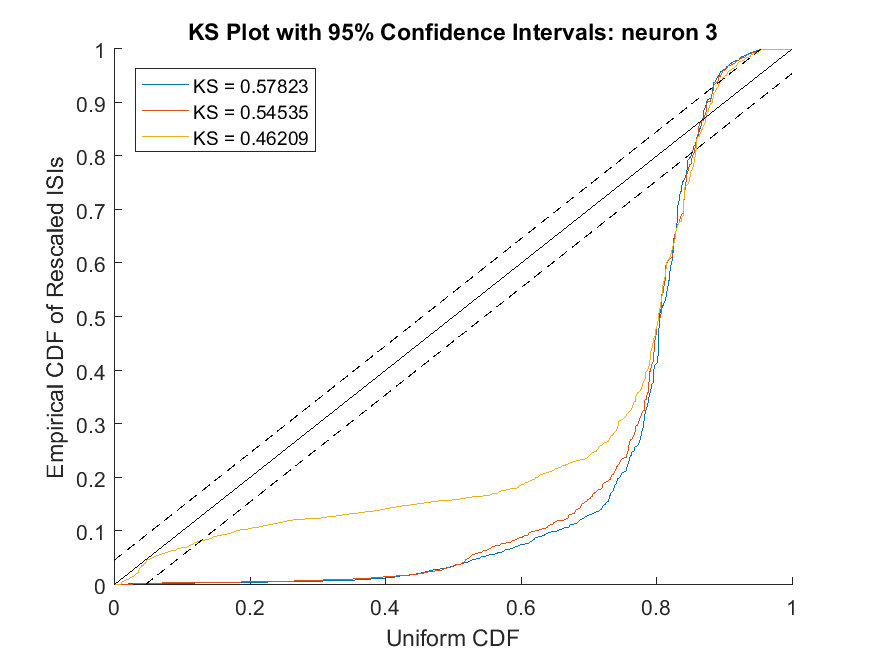 KS Plot with 95% Confidence Intervals: neuron 3
KS = 0.57823
KS = 0.54535
KS = 0.46209
Empirical CDF of Rescaled ISIs
1
0.9
0.8
0.7
0.6
0.5
0.4
0.3
0.2
0.1
0
0 0.2 0.4 0.6 0.8 1
Uniform CDF